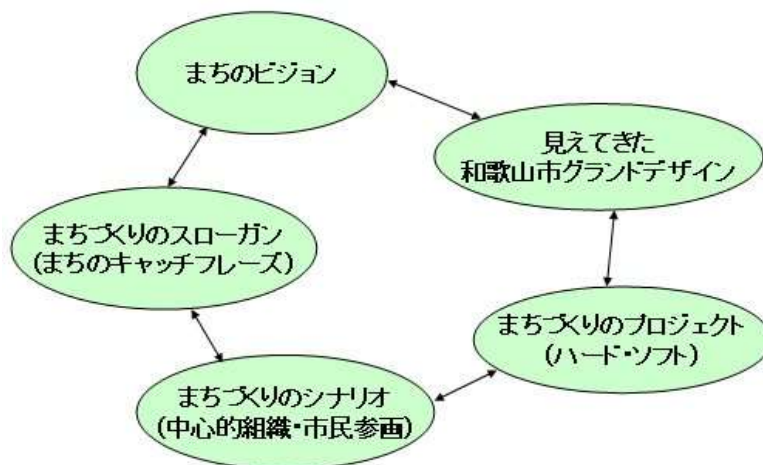 まちのビジョン
見えてきた
和歌山市グランドデザイン
まちづくりのスローガン
(まちのキャッチフレーズ)
まちづくりのプロジェクト
(ハード・ソフト)
まちづくりのシナリオ
(中心的組織・市民参画)